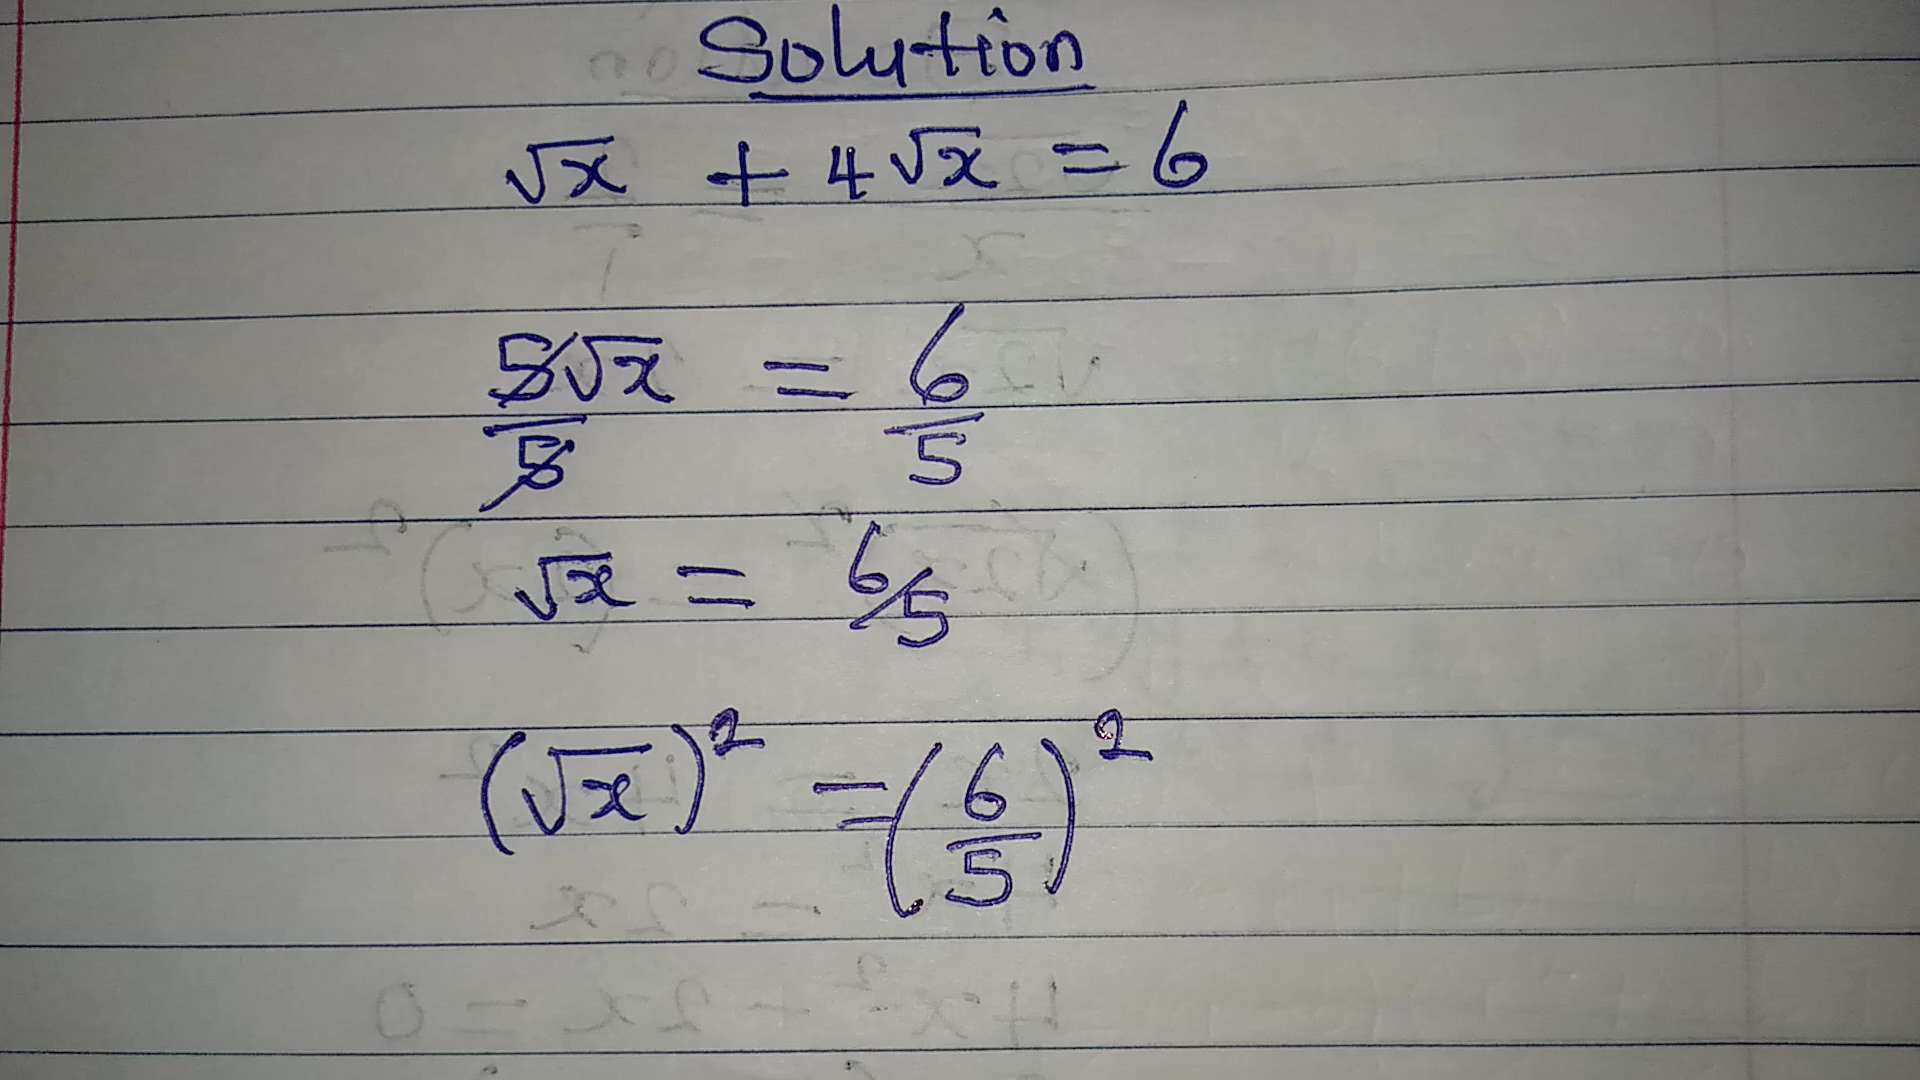 Solution
√x + 4√x = 6
5√x/5 = 6/5
√x = 6/5
(√x)² = (6/5)²